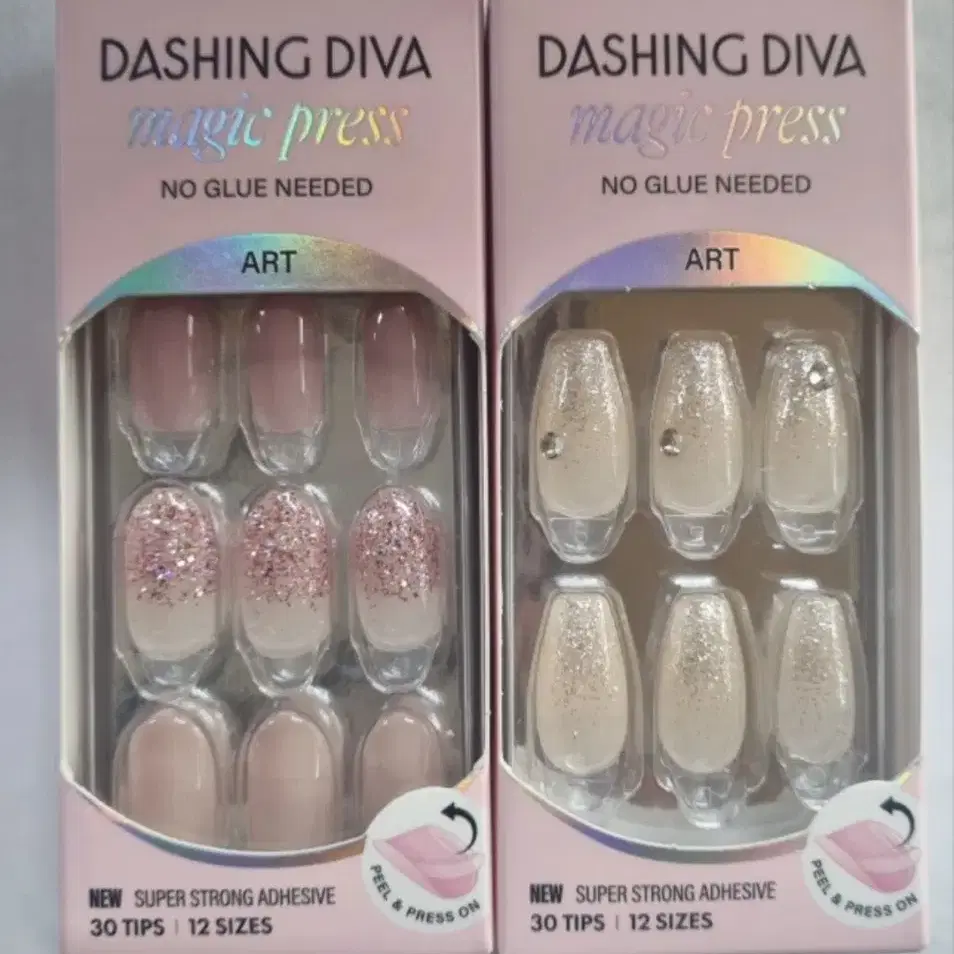 DASHING DIVA
magic press
NO GLUE NEEDED
ART
PEEL & PRESS ON
NEW SUPER STRONG ADHESIVE
30 TIPS | 12 SIZES
DASHING DIVA
magic press
NO GLUE NEEDED
ART
PEEL & PRESS ON
NEW SUPER STRONG ADHESIVE
30 TIPS | 12 SIZES